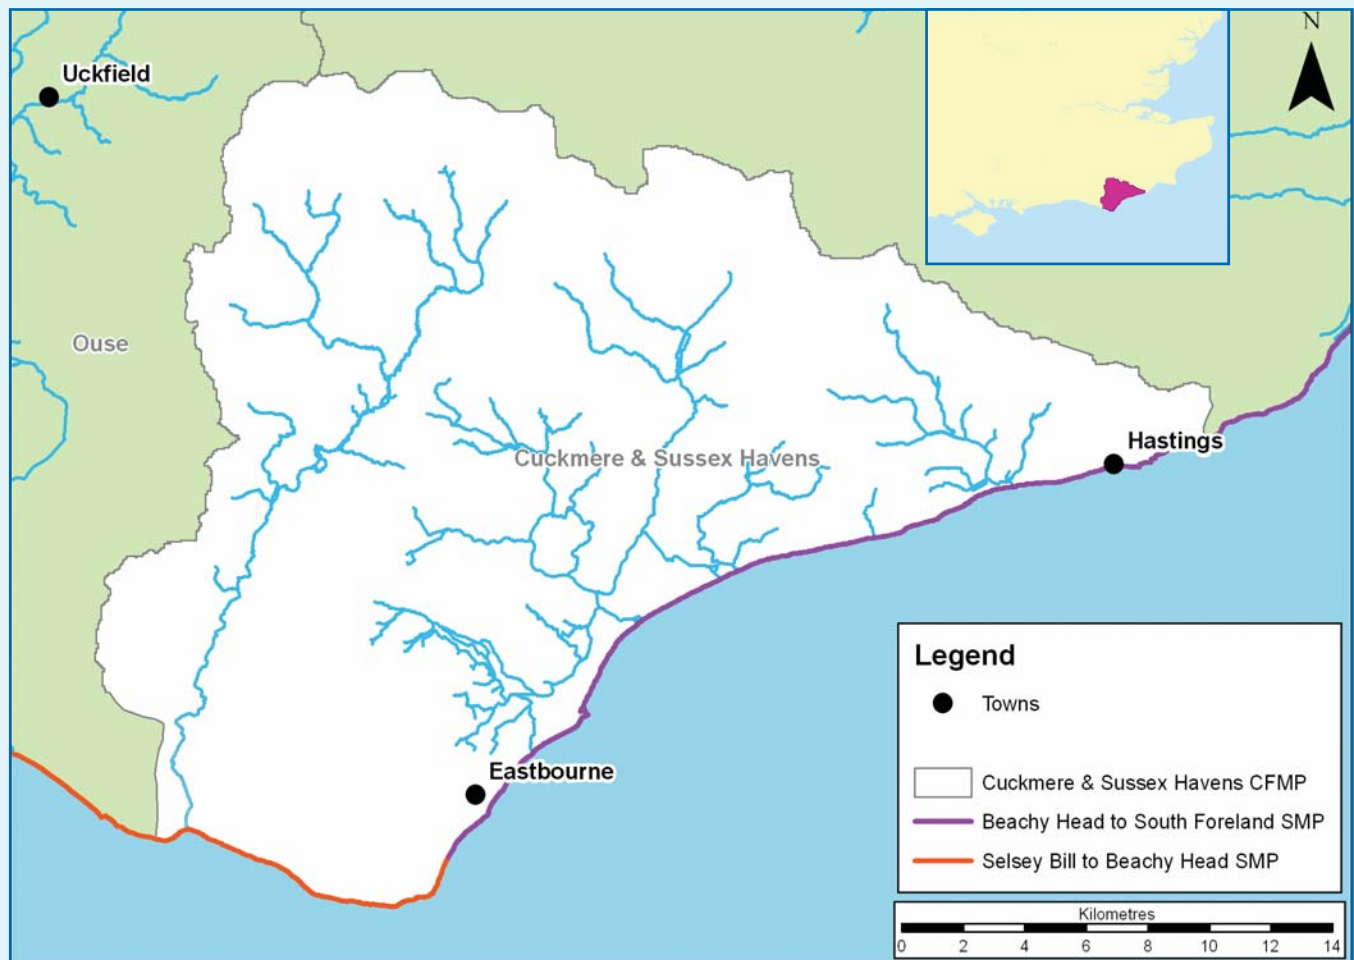 N
Uckfield
Ouse
Cuckmere & Sussex Havens
Hastings
Eastbourne
Legend
Towns
Cuckmere & Sussex Havens CFMP
Beachy Head to South Foreland SMP
Selsey Bill to Beachy Head SMP
Kilometres
0 2 4 6 8 10 12 14